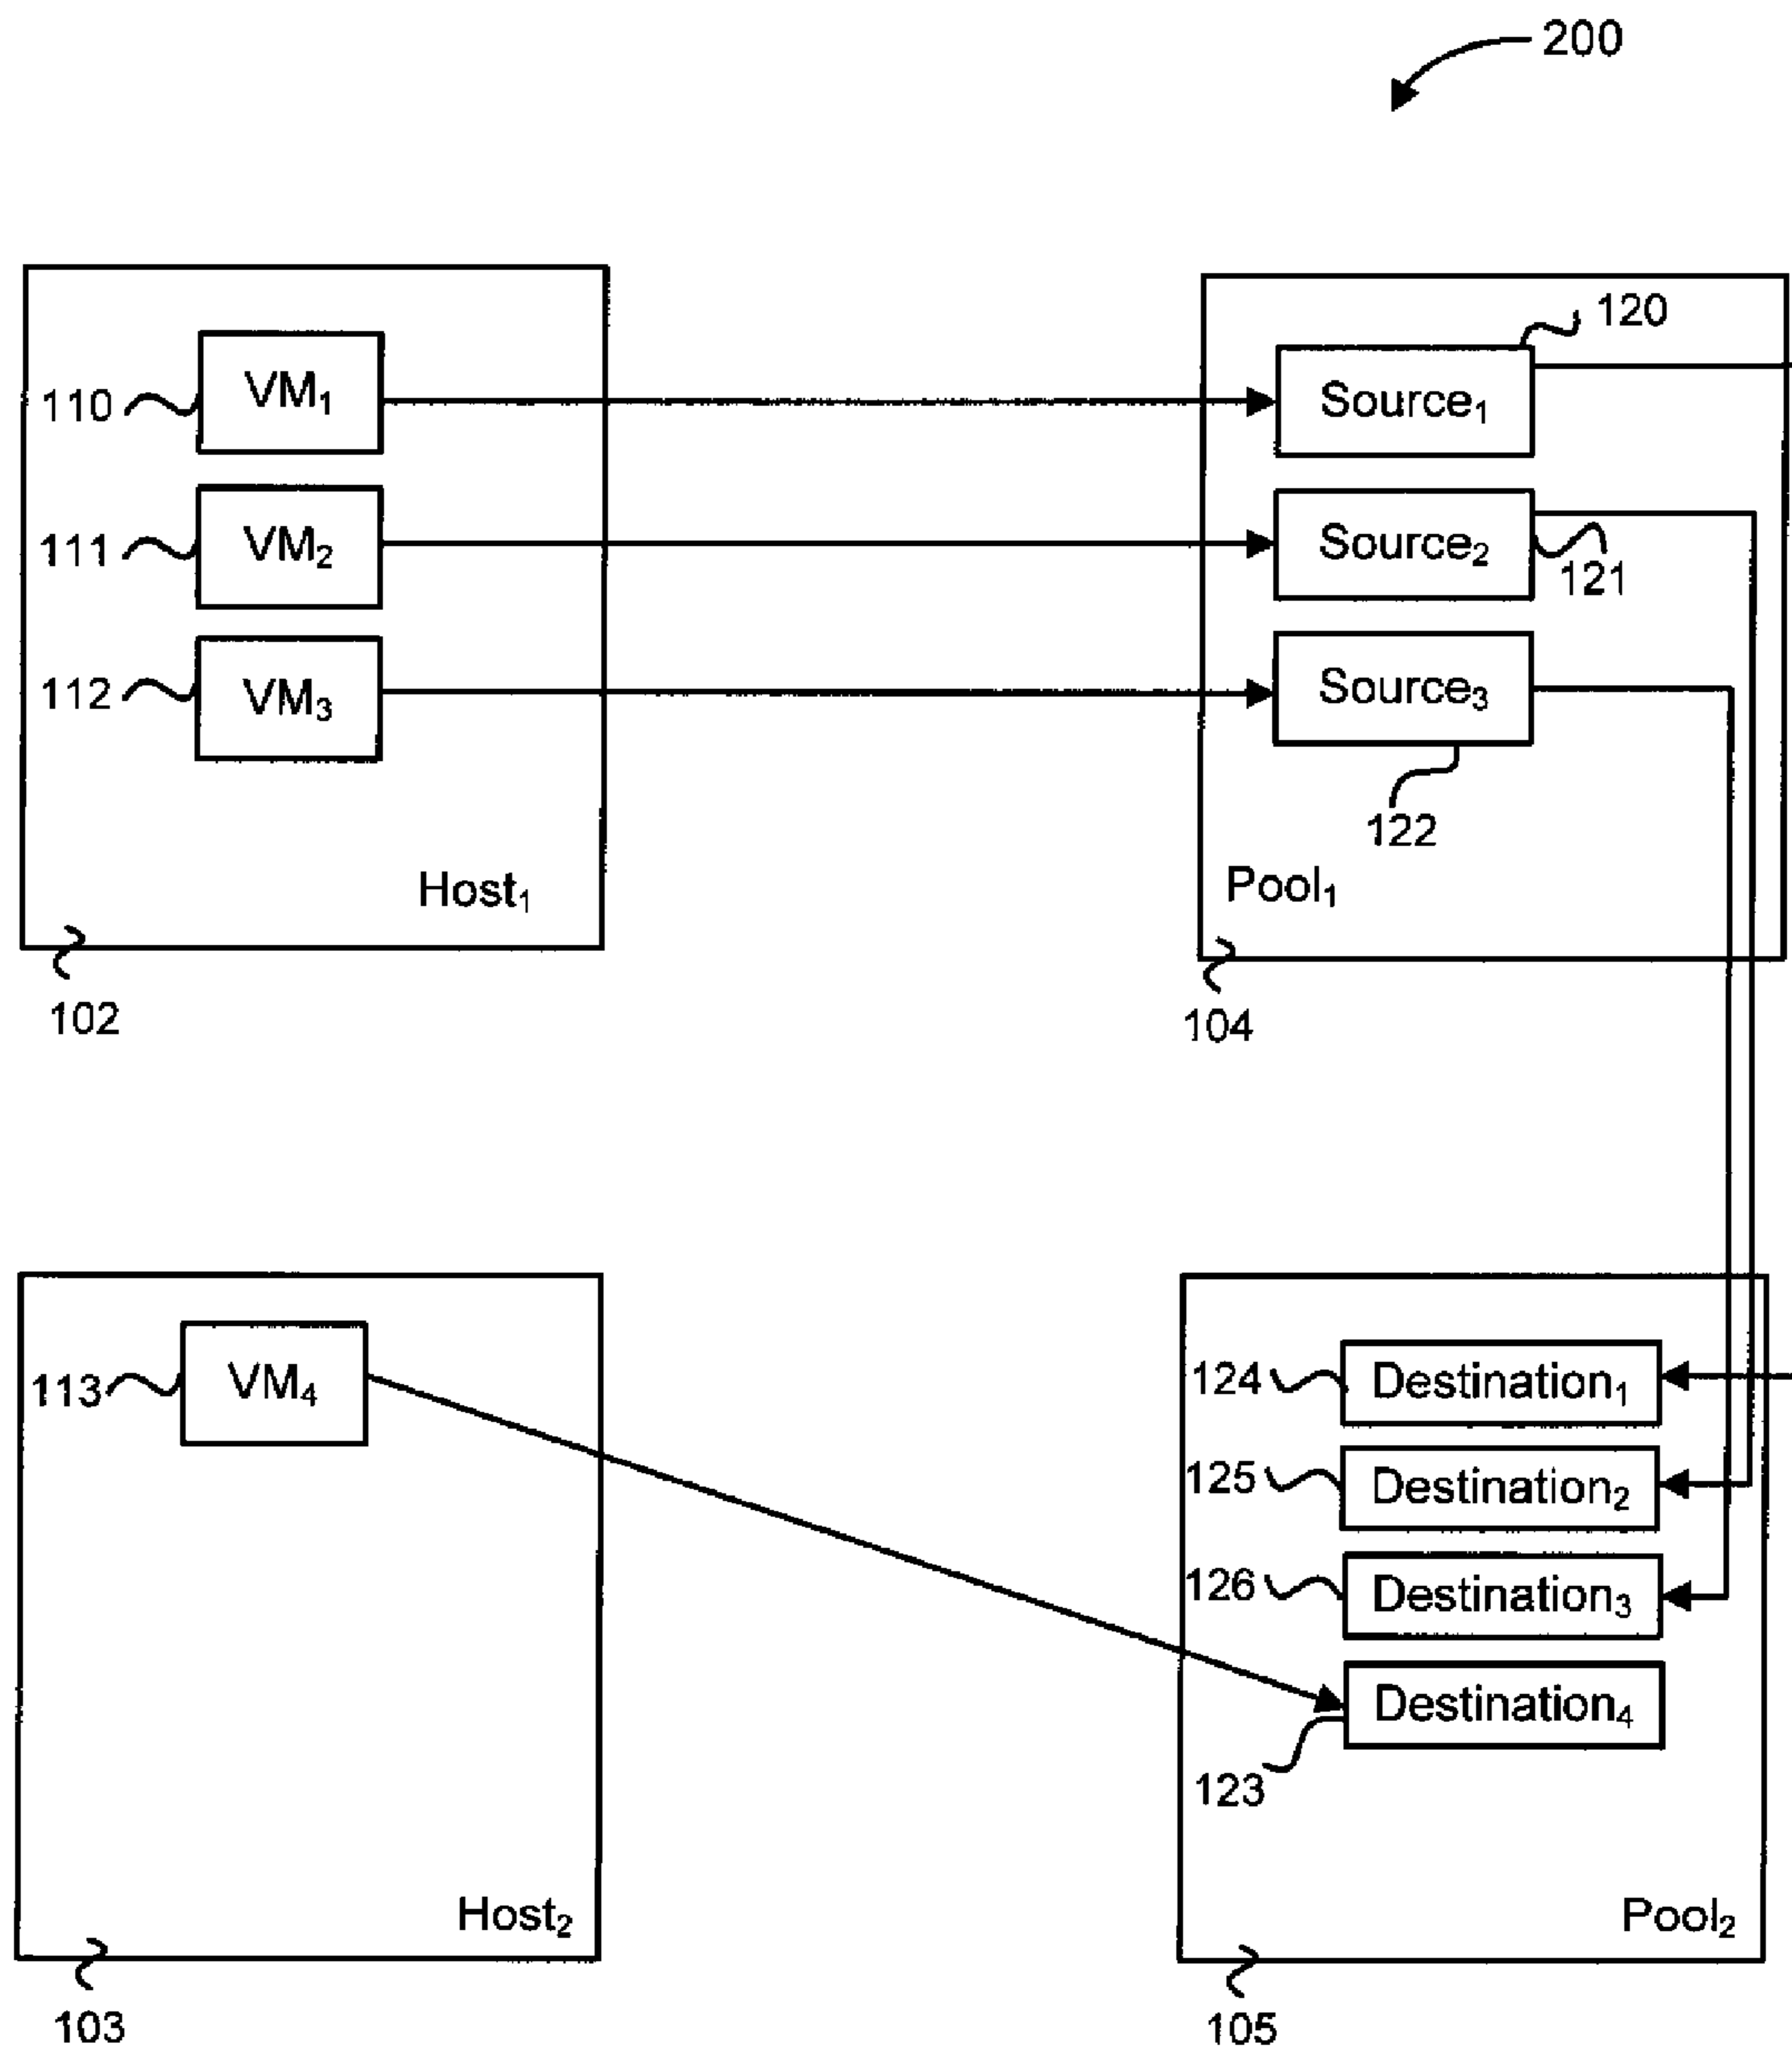 200
120
110
VM₁
Source₁
111
VM₂
Source₂
121
112
VM₃
Source₃
122
Host₁
Pool₁
102
104
113
VM₄
124
Destination₁
125
Destination₂
126
Destination₃
Destination₄
123
Host₂
Pool₂
103
105